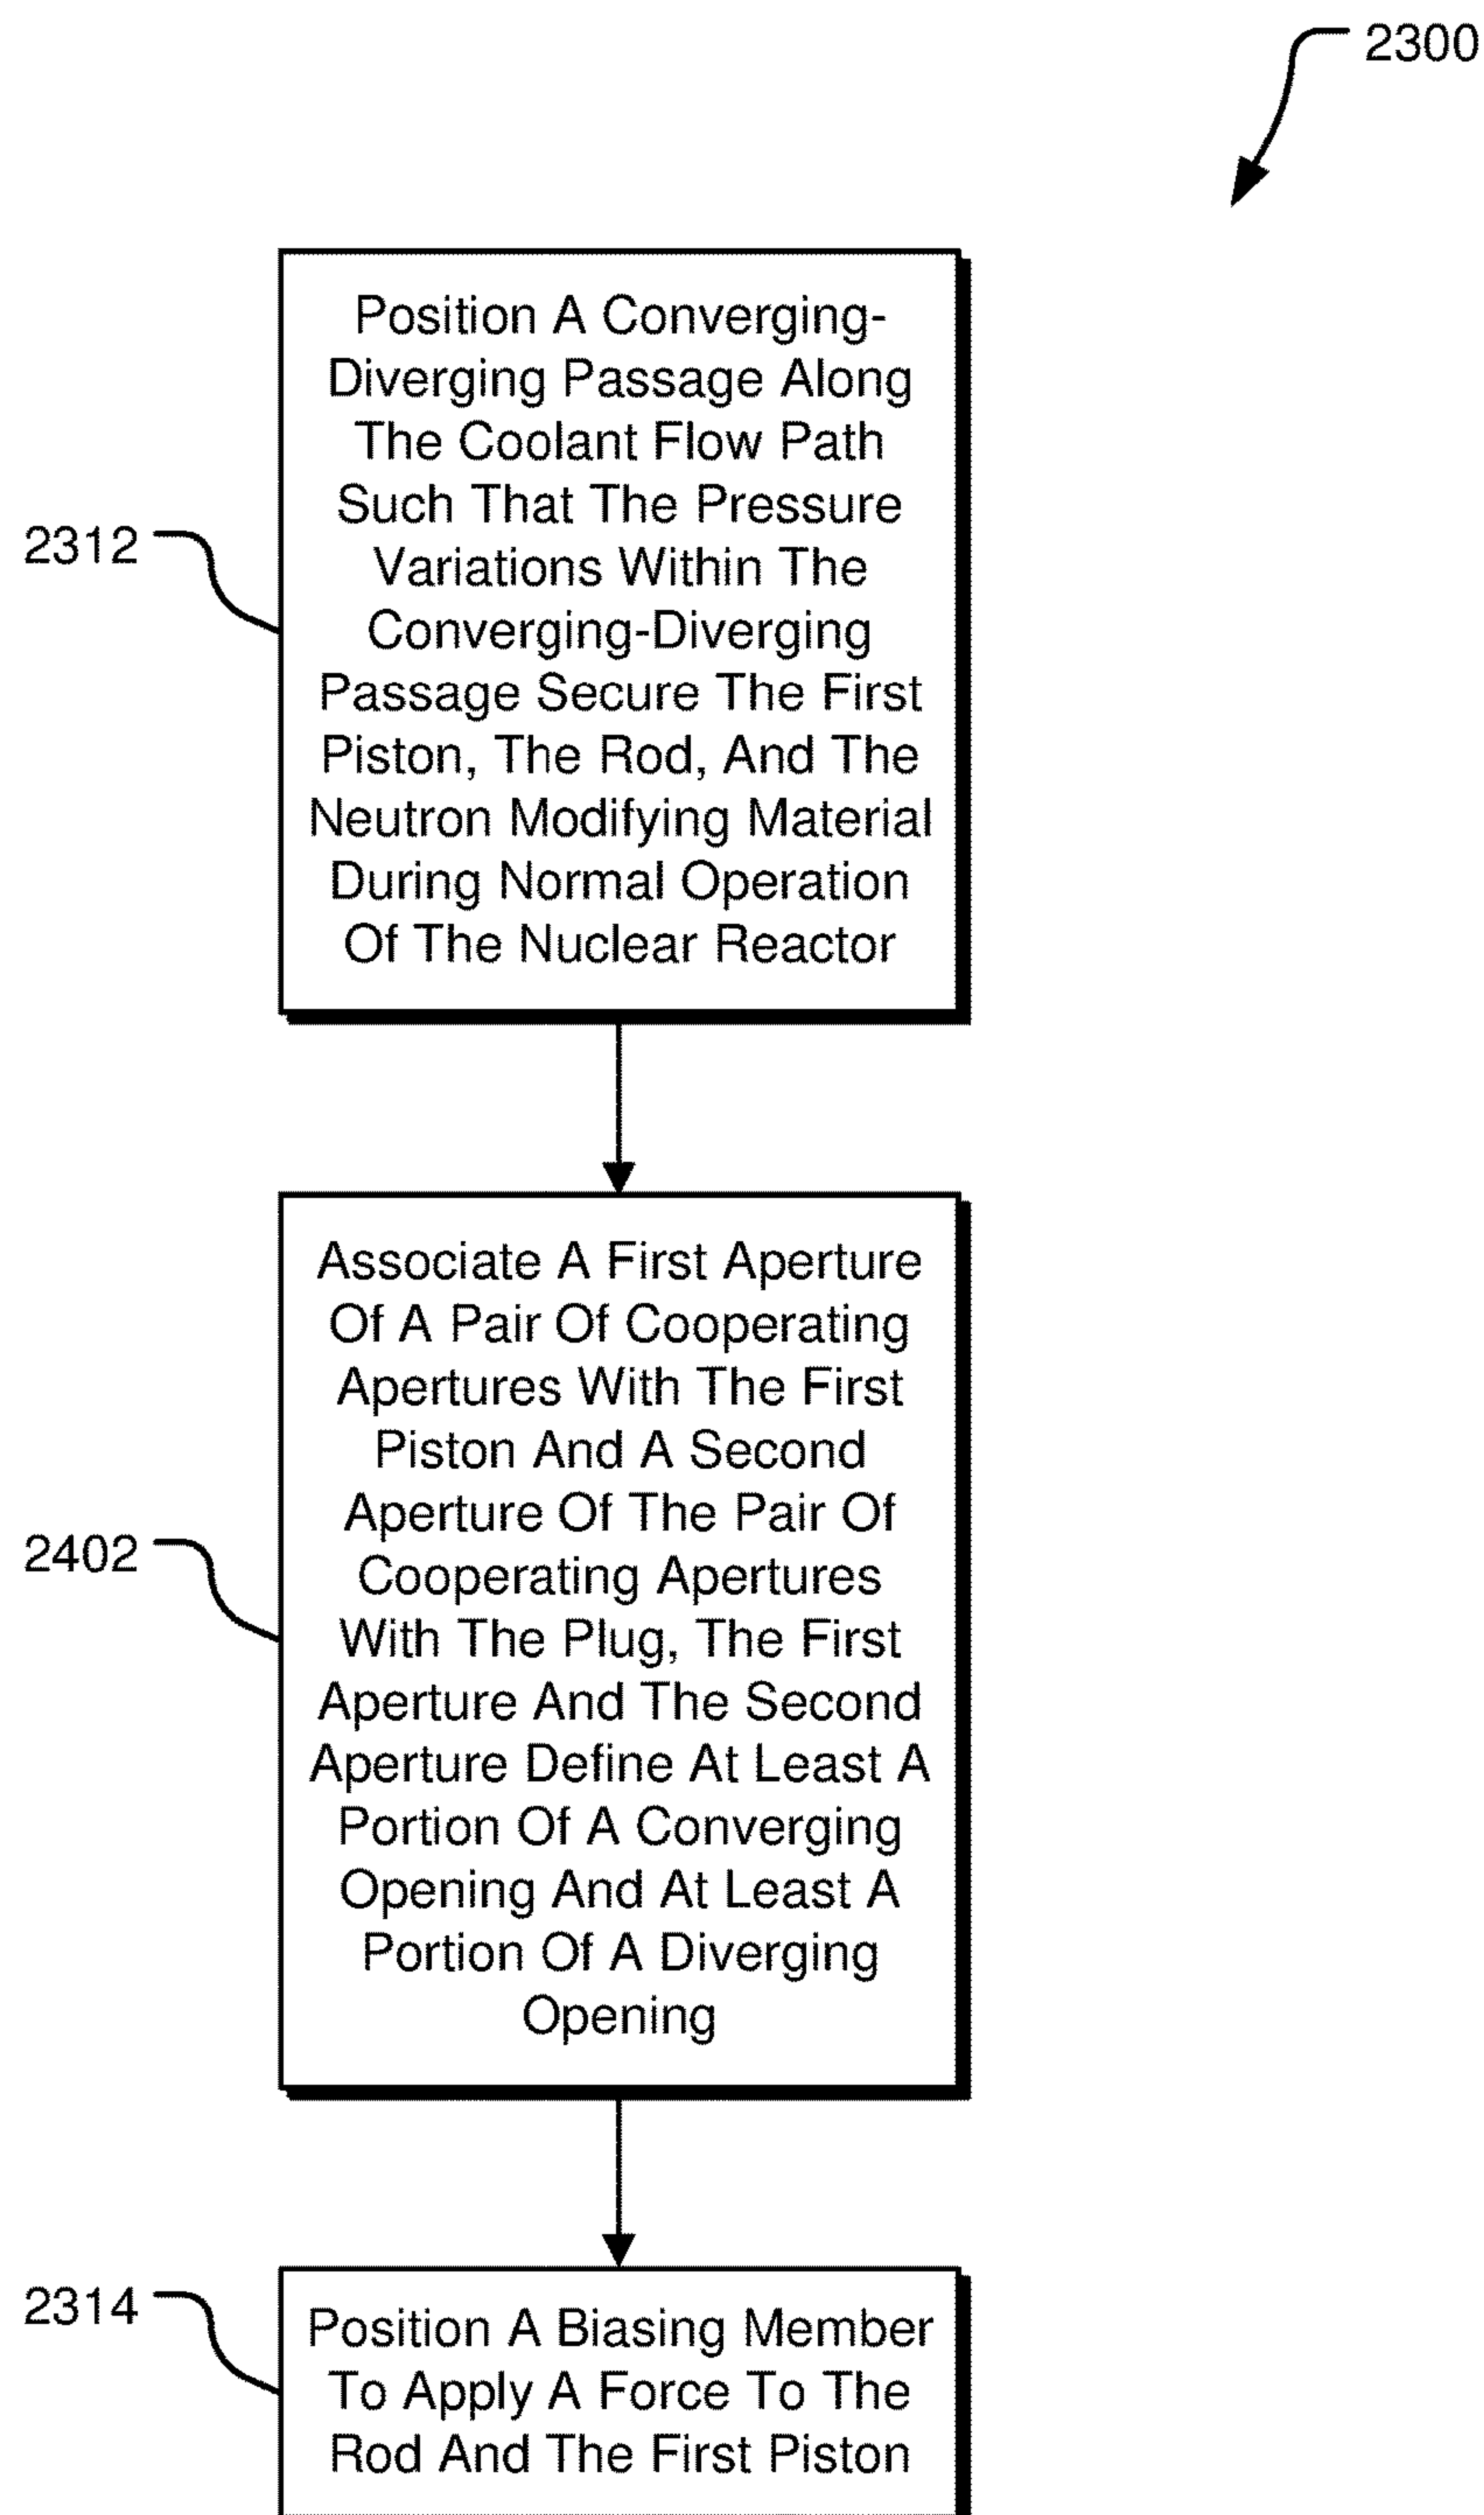 2300
Position A Converging-
Diverging Passage Along
The Coolant Flow Path
Such That The Pressure
Variations Within The
Converging-Diverging
Passage Secure The First
Piston, The Rod, And The
Neutron Modifying Material
During Normal Operation
Of The Nuclear Reactor
2312
Associate A First Aperture
Of A Pair Of Cooperating
Apertures With The First
Piston And A Second
Aperture Of The Pair Of
Cooperating Apertures
With The Plug, The First
Aperture And The Second
Aperture Define At Least A
Portion Of A Converging
Opening And At Least A
Portion Of A Diverging
Opening
2402
Position A Biasing Member
To Apply A Force To The
Rod And The First Piston
2314